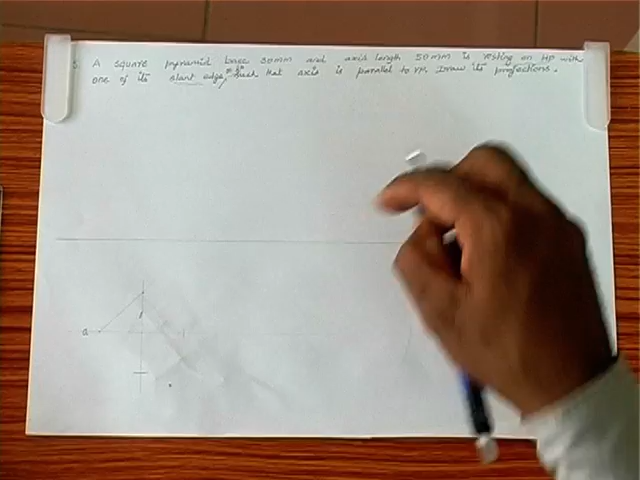 5. A square pyramid base 30mm and axis length 50mm is resting on HP with
one of its slant edge, such that axis is parallel to VP. Draw its projections.
a